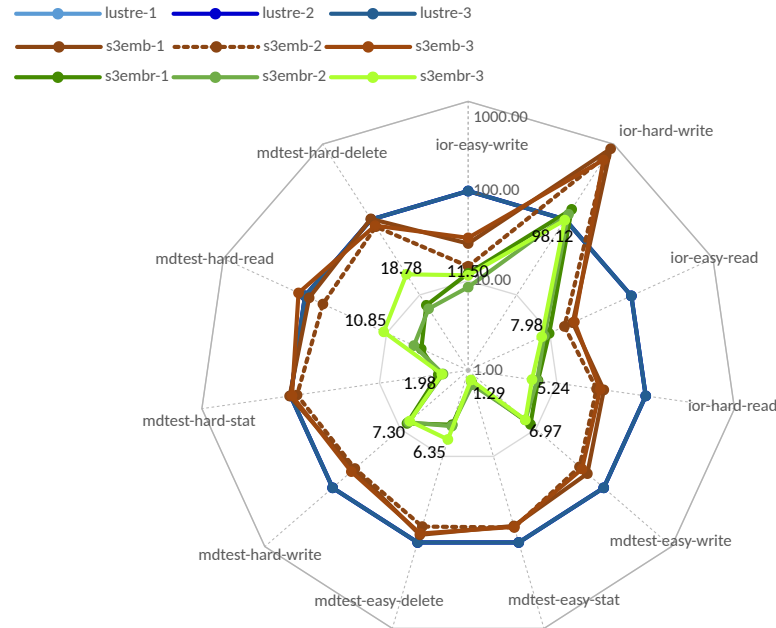 lustre-1 lustre-2 lustre-3
s3emb-1 s3emb-2 s3emb-3
s3embr-1 s3embr-2 s3embr-3
1000.00
ior-hard-write
ior-easy-write
mdtest-hard-delete
100.00
98.12
mdtest-hard-read
ior-easy-read
18.78
11.50
10.00
10.85
7.98
1.00
1.98
5.24
1.29
ior-hard-read
mdtest-hard-stat
7.30
6.97
6.35
mdtest-easy-write
mdtest-hard-write
mdtest-easy-delete
mdtest-easy-stat